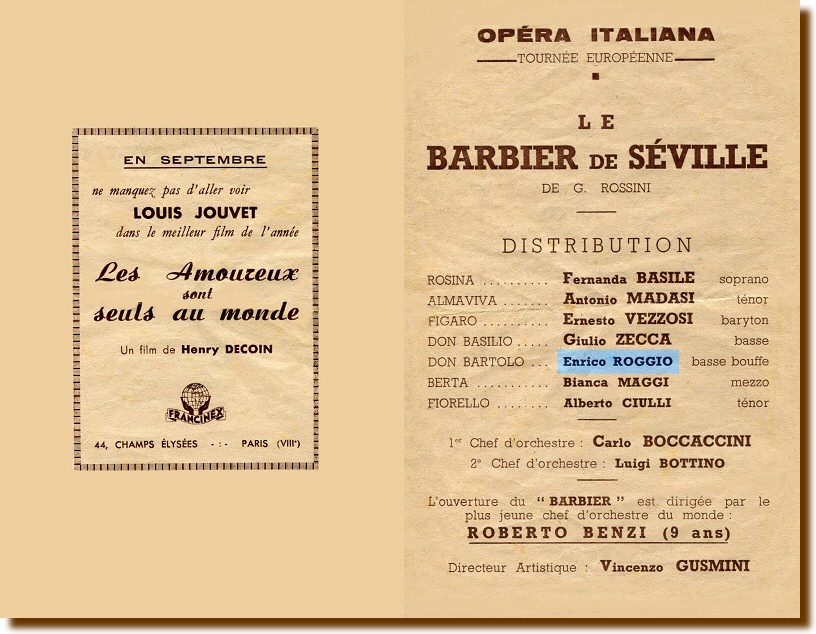 EN SEPTEMBRE
ne manquez pas d'aller voir
LOUIS JOUVET
dans le meilleur film de l'année
Les Amoureux
sont
seuls au monde
Un film de Henry DECOIN
FRANCINEX
44, CHAMPS ÉLYSÉES -:- PARIS (VIIIe)
OPÉRA ITALIANA
TOURNÉE EUROPÉENNE
LE
BARBIER DE SÉVILLE
DE G. ROSSINI
DISTRIBUTION
ROSINA .......... Fernanda BASILE soprano
ALMAVIVA ....... Antonio MADASI ténor
FIGARO .......... Ernesto VEZZOSI baryton
DON BASILIO ..... Giulio ZECCA basse
DON BARTOLO ... Enrico ROGGIO basse bouffe
BERTA ........... Bianca MAGGI mezzo
FIORELLO ........ Alberto CIULLI ténor
1er Chef d'orchestre : Carlo BOCCACCINI
2e Chef d'orchestre : Luigi BOTTINO
L'ouverture du “ BARBIER ” est dirigée par le
plus jeune chef d'orchestre du monde :
ROBERTO BENZI (9 ans)
Directeur Artistique : Vincenzo GUSMINI